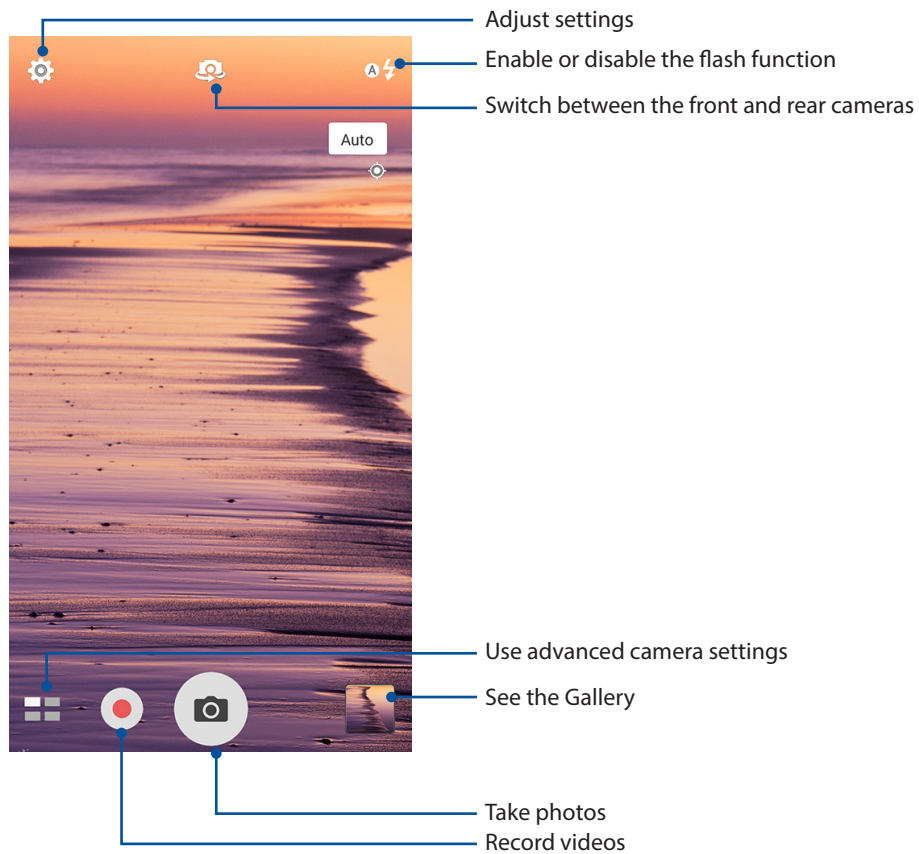 Adjust settings
Enable or disable the flash function
Switch between the front and rear cameras
A
Auto
Use advanced camera settings
See the Gallery
Take photos
Record videos